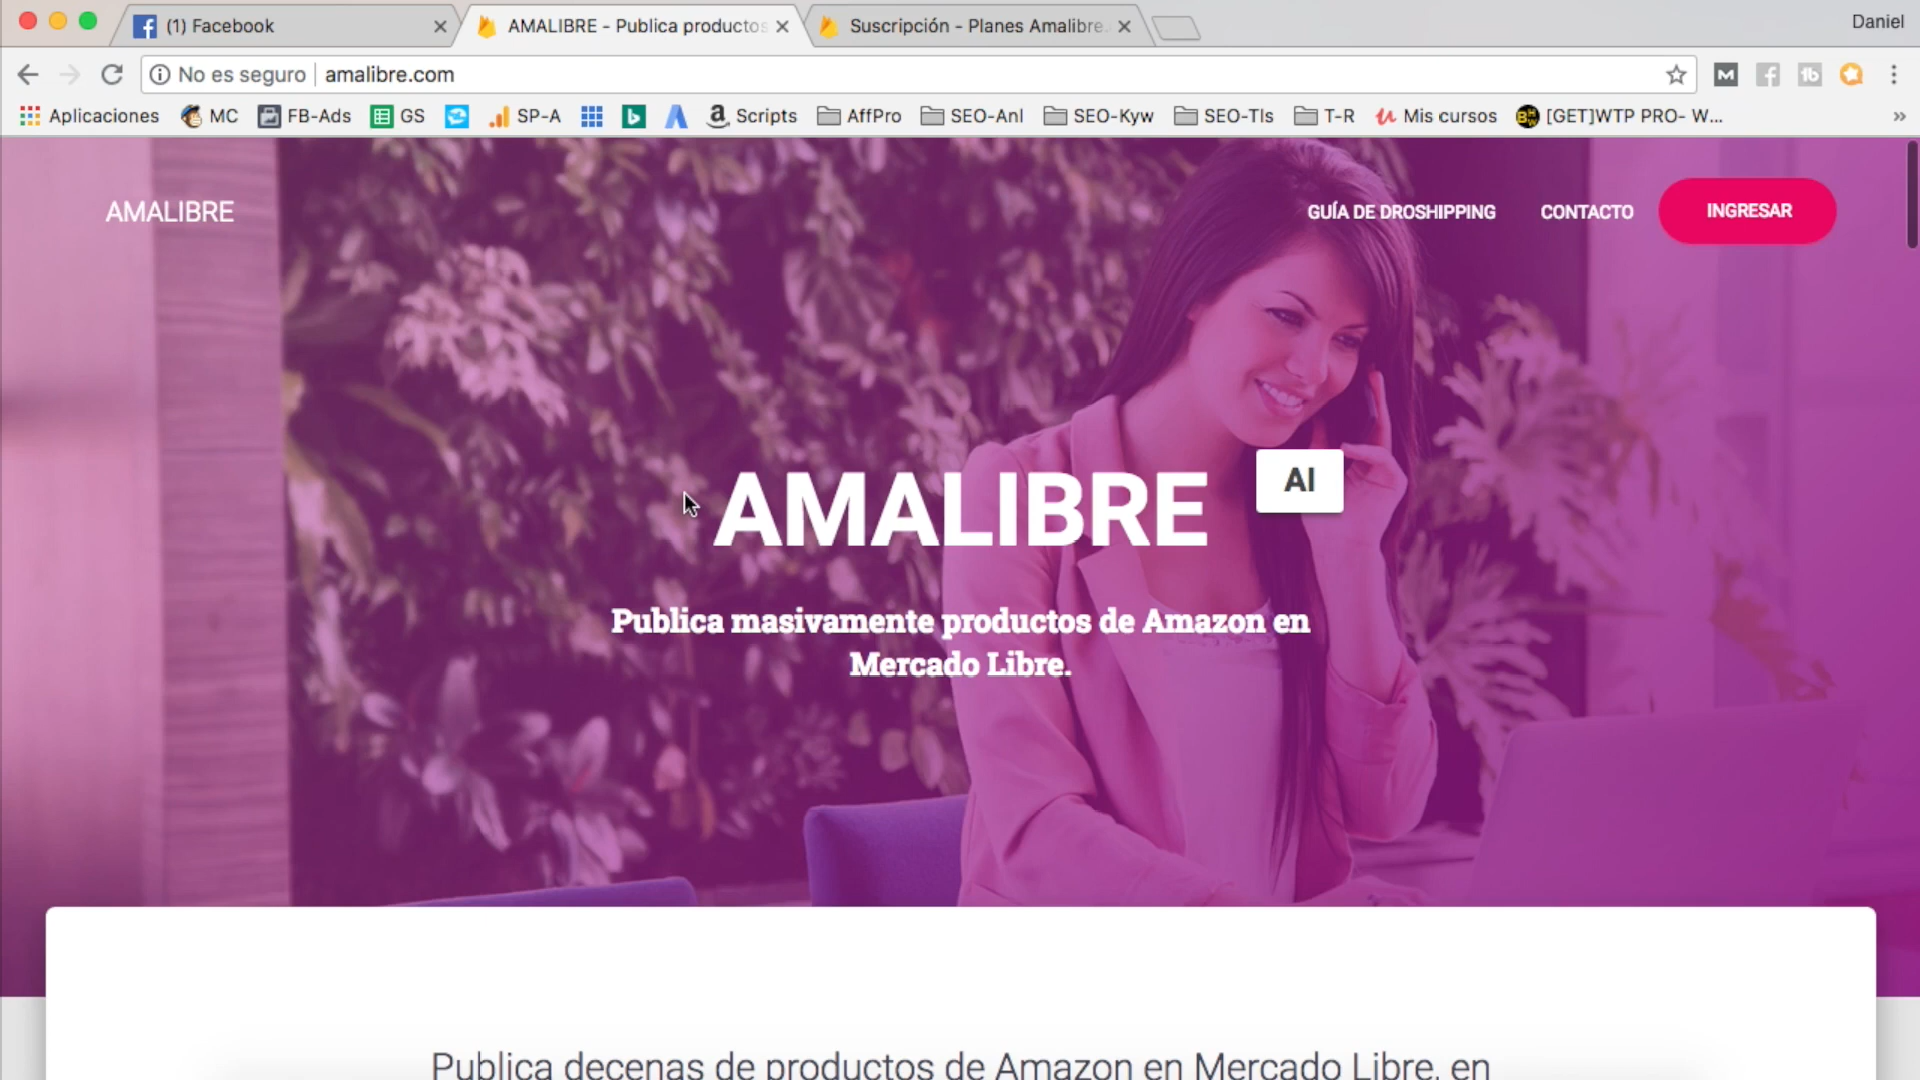 (1) Facebook
AMALIBRE - Publica productos
Suscripción - Planes Amalibre.
Daniel
No es seguro
amalibre.com
Aplicaciones
MC
FB-Ads
GS
SP-A
Scripts
AffPro
SEO-Anl
SEO-Kyw
SEO-Tls
T-R
Mis cursos
[GET]WTP PRO- W...
AMALIBRE
GUÍA DE DROSHIPPING
CONTACTO
INGRESAR
AMALIBRE
AI
Publica masivamente productos de Amazon en
Mercado Libre.
Publica decenas de productos de Amazon en Mercado Libre, en